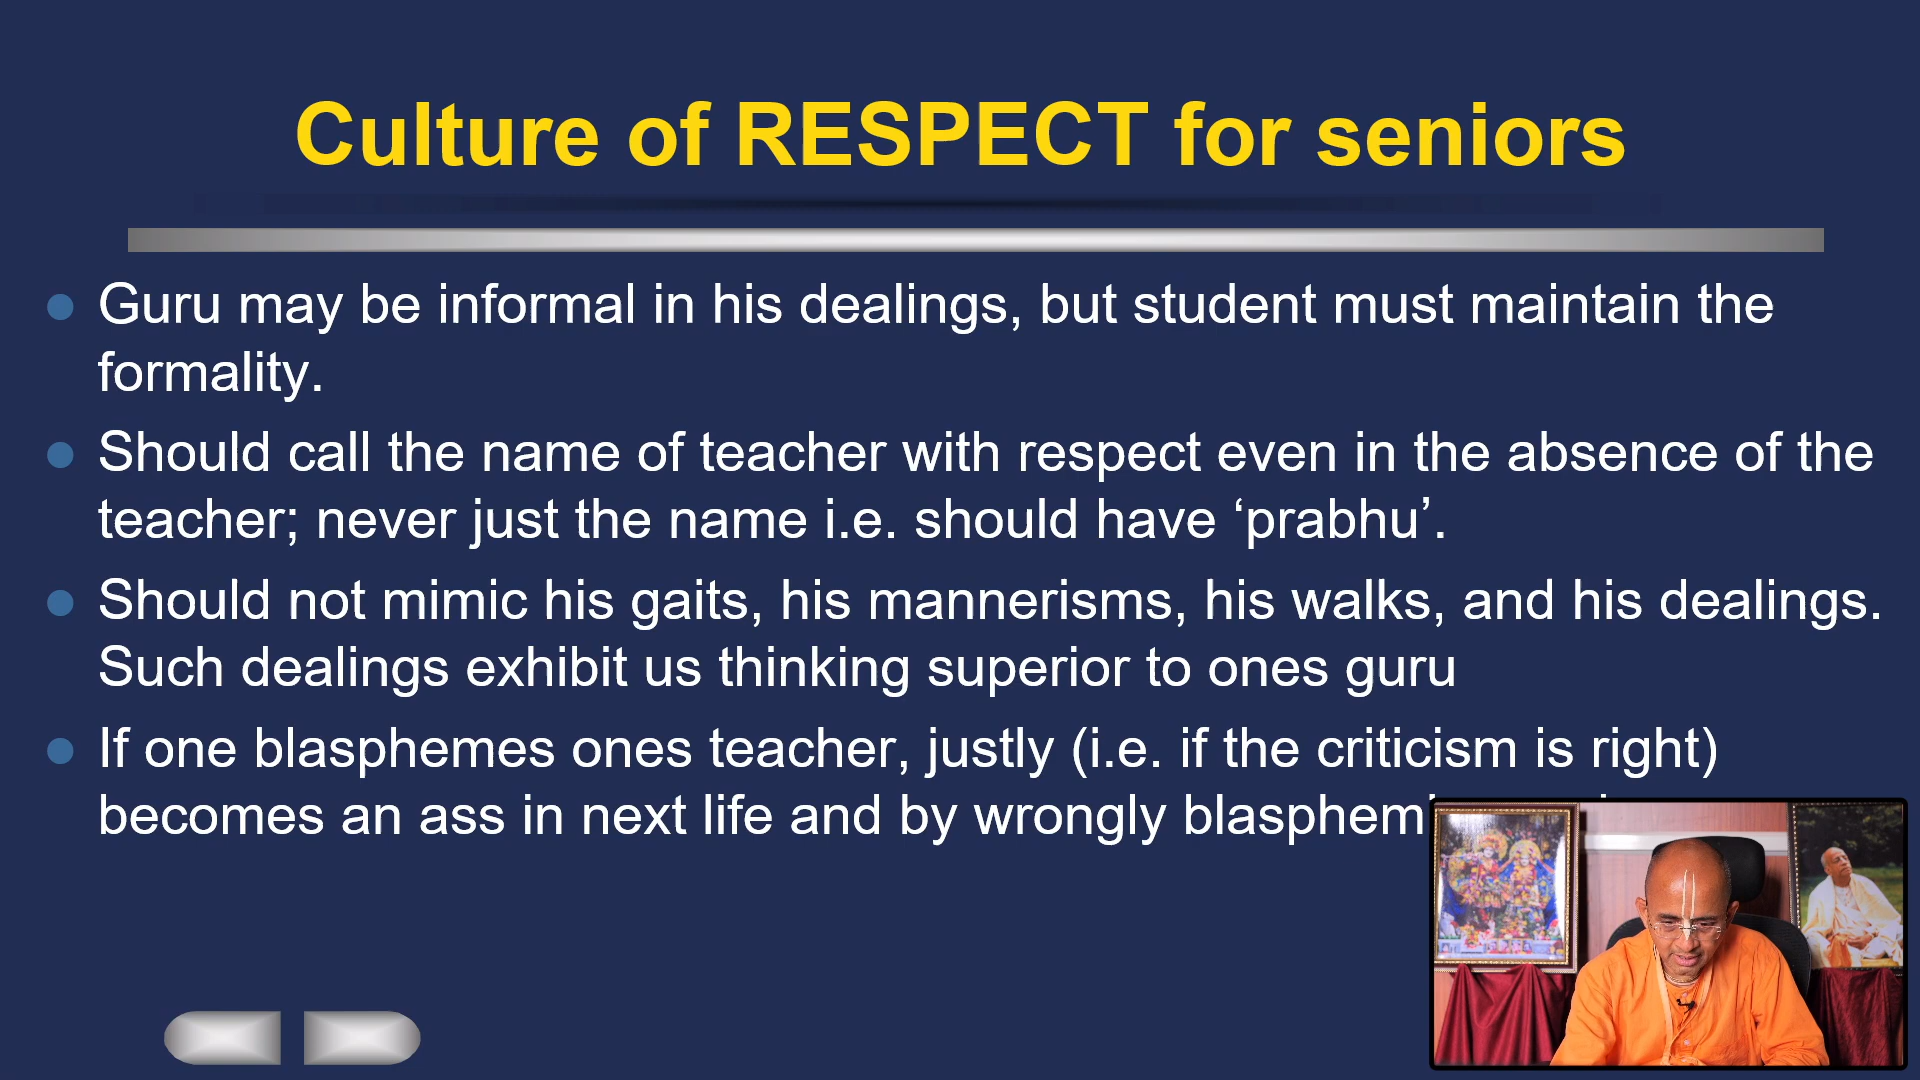 Culture of RESPECT for seniors
Guru may be informal in his dealings, but student must maintain the
formality.
Should call the name of teacher with respect even in the absence of the
teacher; never just the name i.e. should have ‘prabhu’.
Should not mimic his gaits, his mannerisms, his walks, and his dealings.
Such dealings exhibit us thinking superior to ones guru
If one blasphemes ones teacher, justly (i.e. if the criticism is right)
becomes an ass in next life and by wrongly